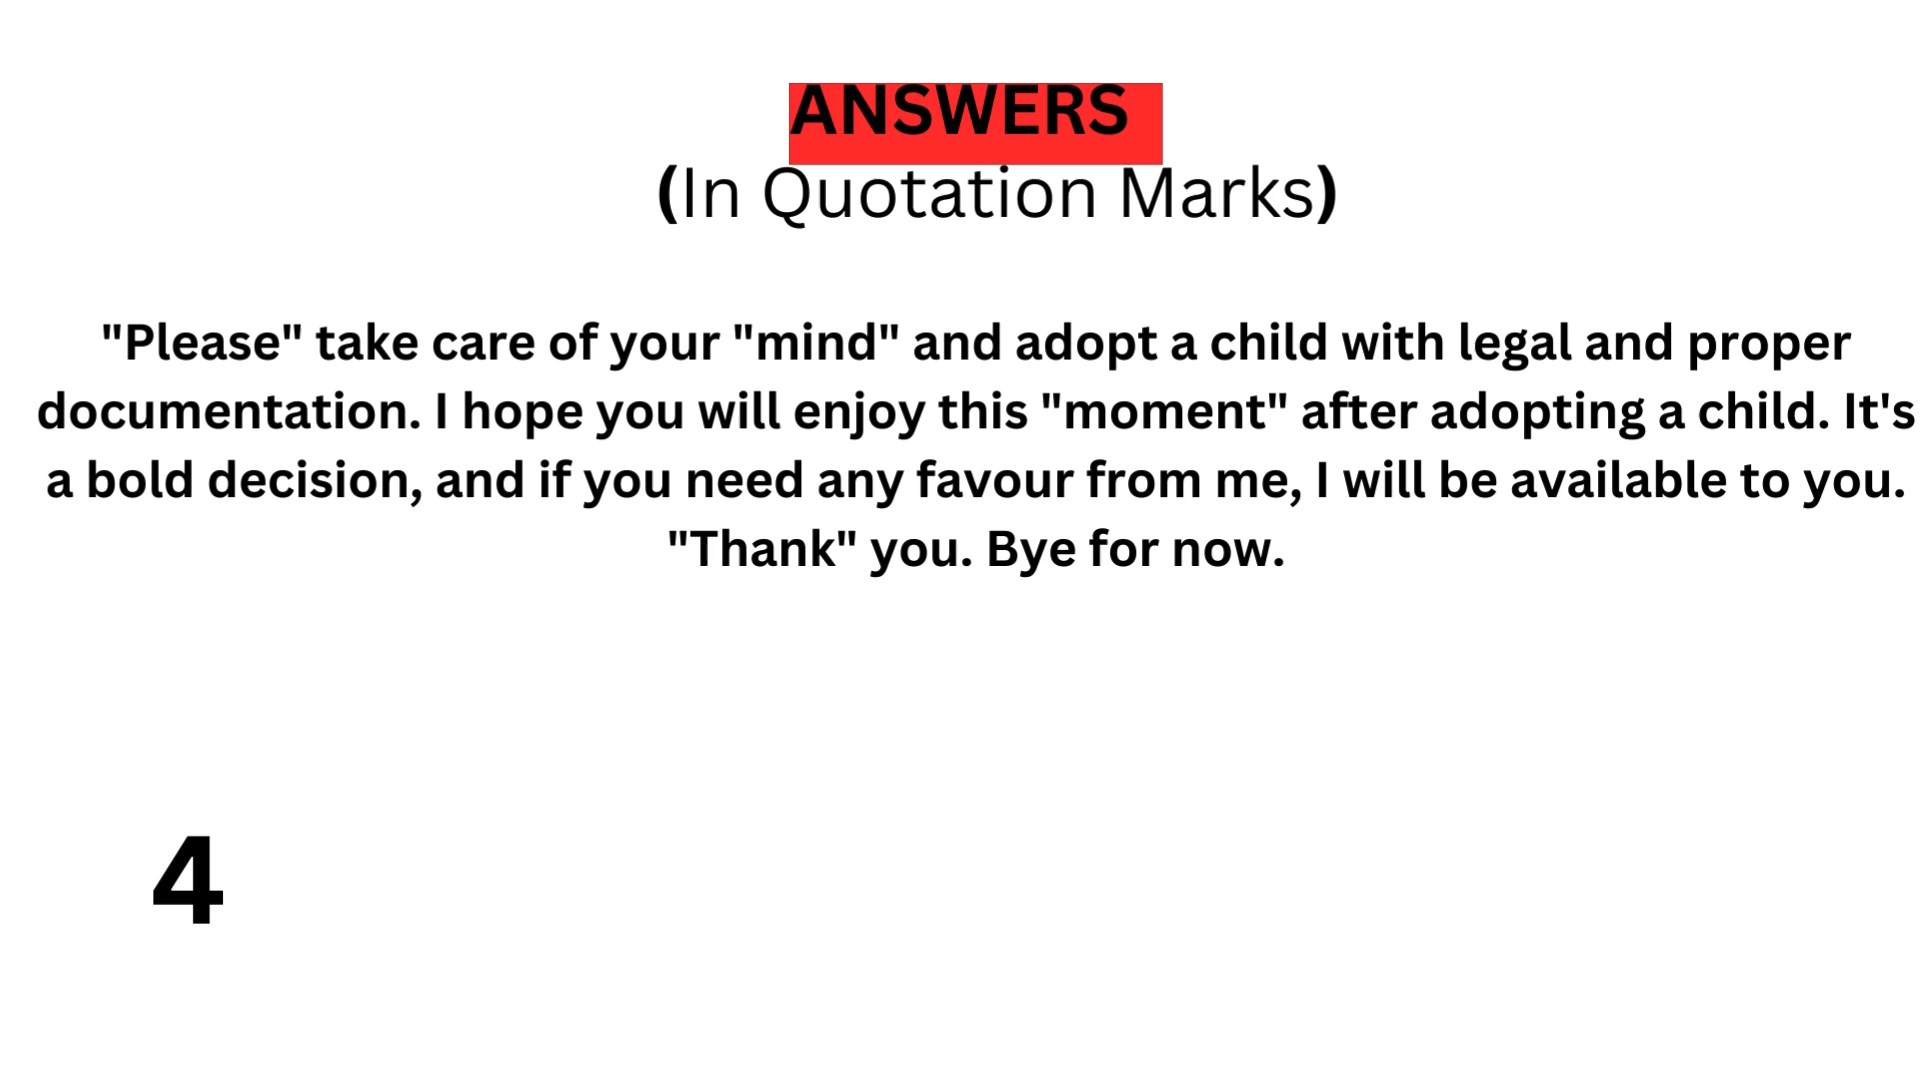 ANSWERS
(In Quotation Marks)
"Please" take care of your "mind" and adopt a child with legal and proper
documentation. I hope you will enjoy this "moment" after adopting a child. It's
a bold decision, and if you need any favour from me, I will be available to you.
"Thank" you. Bye for now.
4